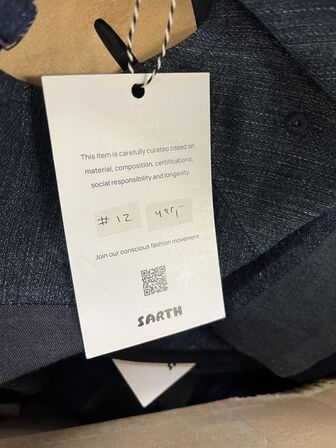 This item is carefully curated based on
material, composition, certifications,
social responsibility and longevity.
# 12
Join our conscious fashion movement
SARTH